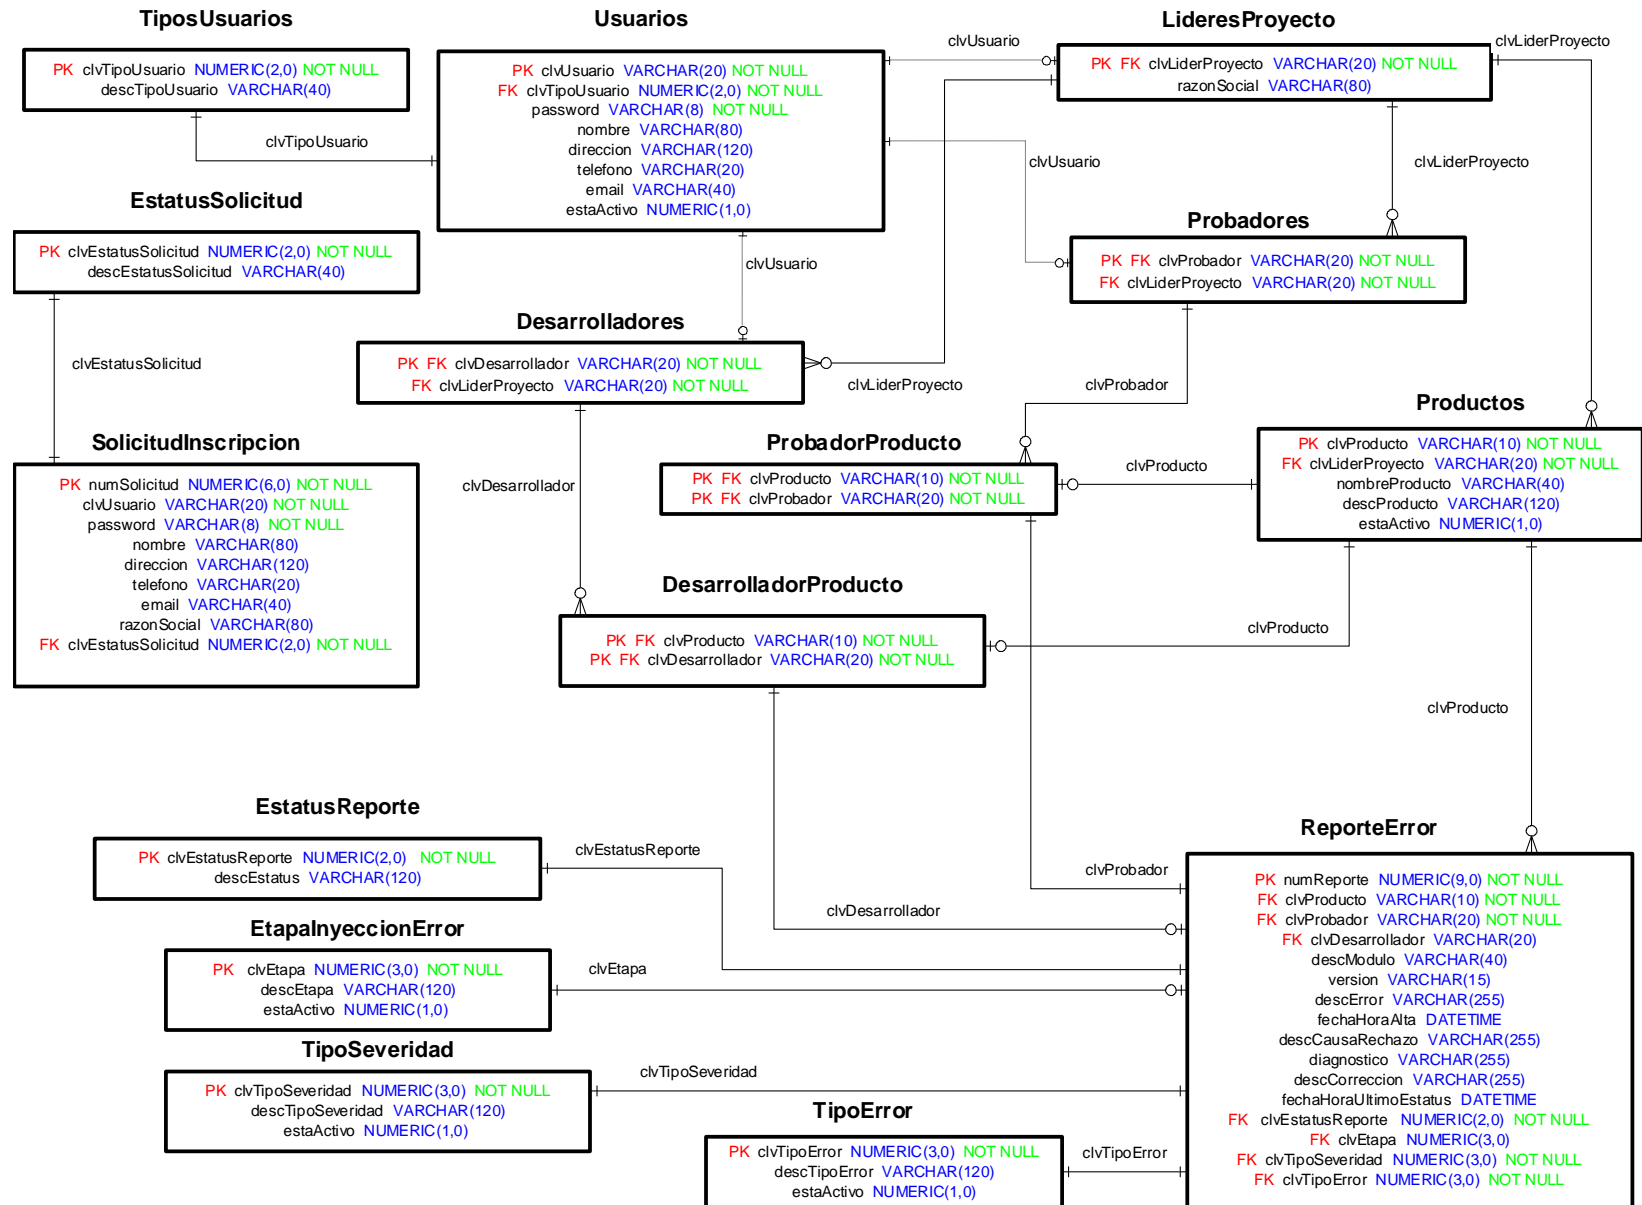 TiposUsuarios
PK clvTipoUsuario NUMERIC(2,0) NOT NULL
descTipoUsuario VARCHAR(40)
clvTipoUsuario
Usuarios
PK clvUsuario VARCHAR(20) NOT NULL
FK clvTipoUsuario NUMERIC(2,0) NOT NULL
password VARCHAR(8) NOT NULL
nombre VARCHAR(80)
direccion VARCHAR(120)
telefono VARCHAR(20)
email VARCHAR(40)
estaActivo NUMERIC(1,0)
clvUsuario
clvUsuario
clvUsuario
LideresProyecto
PK FK clvLiderProyecto VARCHAR(20) NOT NULL
razonSocial VARCHAR(80)
clvLiderProyecto
clvLiderProyecto
clvLiderProyecto
EstatusSolicitud
PK clvEstatusSolicitud NUMERIC(2,0) NOT NULL
descEstatusSolicitud VARCHAR(40)
clvEstatusSolicitud
Probadores
PK FK clvProbador VARCHAR(20) NOT NULL
FK clvLiderProyecto VARCHAR(20) NOT NULL
clvProbador
Desarrolladores
PK FK clvDesarrollador VARCHAR(20) NOT NULL
FK clvLiderProyecto VARCHAR(20) NOT NULL
clvDesarrollador
SolicitudInscripcion
PK numSolicitud NUMERIC(6,0) NOT NULL
clvUsuario VARCHAR(20) NOT NULL
password VARCHAR(8) NOT NULL
nombre VARCHAR(80)
direccion VARCHAR(120)
telefono VARCHAR(20)
email VARCHAR(40)
razonSocial VARCHAR(80)
FK clvEstatusSolicitud NUMERIC(2,0) NOT NULL
ProbadorProducto
PK FK clvProducto VARCHAR(10) NOT NULL
PK FK clvProbador VARCHAR(20) NOT NULL
clvProducto
Productos
PK clvProducto VARCHAR(10) NOT NULL
FK clvLiderProyecto VARCHAR(20) NOT NULL
nombreProducto VARCHAR(40)
descProducto VARCHAR(120)
estaActivo NUMERIC(1,0)
DesarrolladorProducto
PK FK clvProducto VARCHAR(10) NOT NULL
PK FK clvDesarrollador VARCHAR(20) NOT NULL
clvProducto
clvProducto
EstatusReporte
PK clvEstatusReporte NUMERIC(2,0) NOT NULL
descEstatus VARCHAR(120)
clvEstatusReporte
clvProbador
clvDesarrollador
EtapaInyeccionError
PK clvEtapa NUMERIC(3,0) NOT NULL
descEtapa VARCHAR(120)
estaActivo NUMERIC(1,0)
clvEtapa
TipoSeveridad
PK clvTipoSeveridad NUMERIC(3,0) NOT NULL
descTipoSeveridad VARCHAR(120)
estaActivo NUMERIC(1,0)
clvTipoSeveridad
TipoError
PK clvTipoError NUMERIC(3,0) NOT NULL
descTipoError VARCHAR(120)
estaActivo NUMERIC(1,0)
clvTipoError
ReporteError
PK numReporte NUMERIC(9,0) NOT NULL
FK clvProducto VARCHAR(10) NOT NULL
FK clvProbador VARCHAR(20) NOT NULL
FK clvDesarrollador VARCHAR(20)
descModulo VARCHAR(40)
version VARCHAR(15)
descError VARCHAR(255)
fechaHoraAlta DATETIME
descCausaRechazo VARCHAR(255)
diagnostico VARCHAR(255)
descCorreccion VARCHAR(255)
fechaHoraUltimoEstatus DATETIME
FK clvEstatusReporte NUMERIC(2,0) NOT NULL
FK clvEtapa NUMERIC(3,0)
FK clvTipoSeveridad NUMERIC(3,0) NOT NULL
FK clvTipoError NUMERIC(3,0) NOT NULL